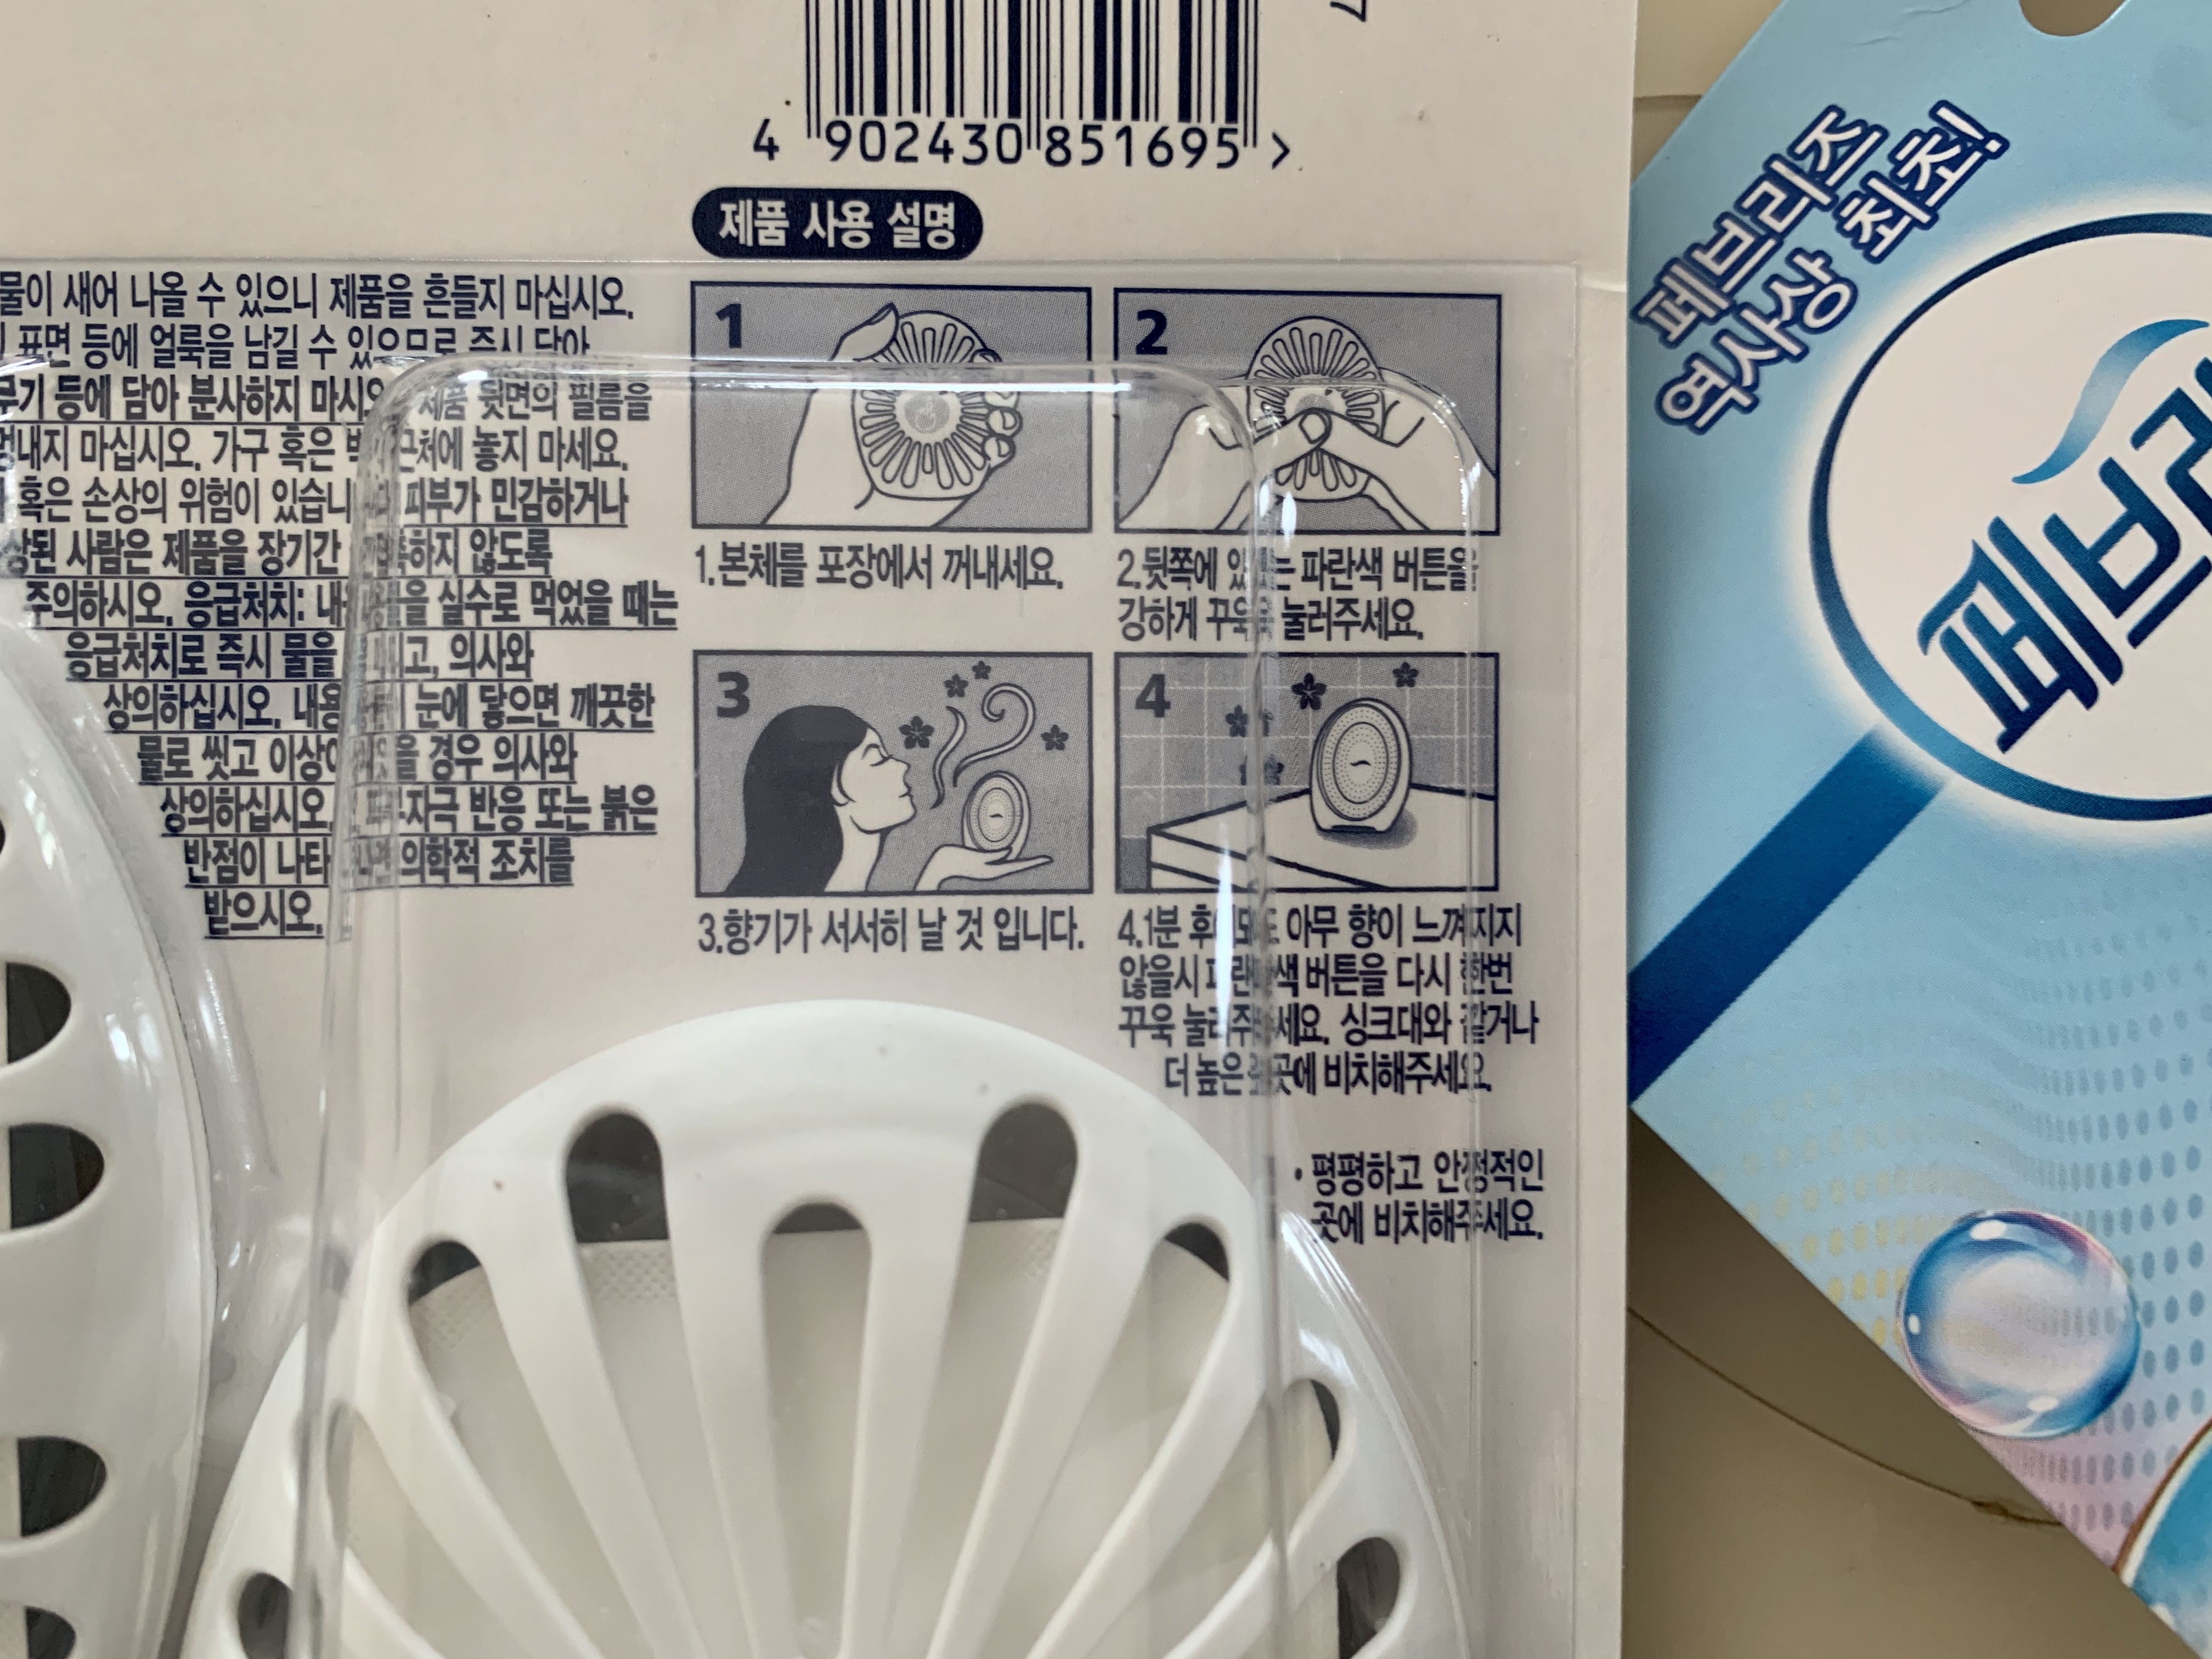 4 902430 851695 >
제품 사용 설명
물이 새어 나올 수 있으니 제품을 흔들지 마십시오.
표면 등에 얼룩을 남길 수 있으므로 즉시 닦아
등에 담아 분사하지 마시오 제품 뒷면의 필름을
마십시오. 가구 혹은 근처에 놓지 마세요.
혹은 손상의 위험이 있습니 피부가 민감하거나
사람은 제품을 장기간 않도록
주의하시오. 응급처치: 실수로 먹었을 때는
응급처치로 즉시 물을 의사와
상의하십시오. 눈에 닿으면 깨끗한
물로 씻고 경우 의사와
상의하십시오. 반응 또는 붉은
반점이 의학적 조치를
받으시오.
1
1.본체를 포장에서 꺼내세요.
2
2.뒷쪽에 있는 파란색 버튼을
강하게 꾸욱 눌러주세요.
3
3.향기가 서서히 날 것 입니다.
4
4.1분 후에도 아무 향이 느껴지지
않을시 파란색 버튼을 다시 한번
꾸욱 눌러주세요. 싱크대와 같거나
더 높은 곳에 비치해주세요.
· 평평하고 안정적인
곳에 비치해주세요.
페브리즈
역사상 최초!
페브리